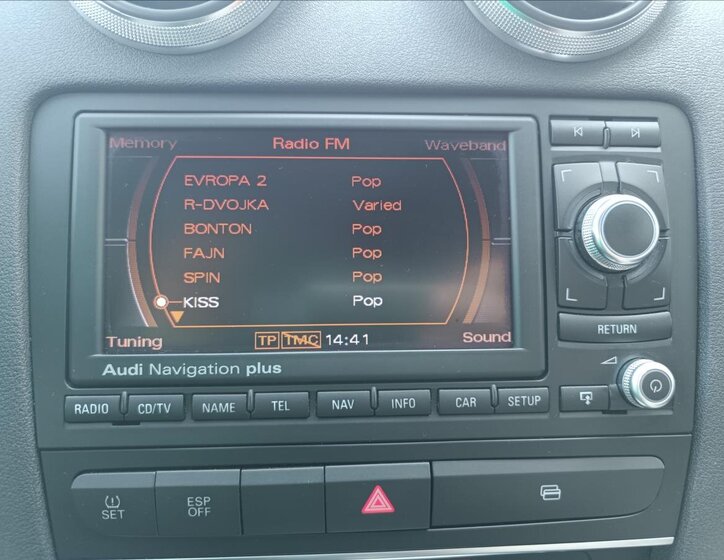 Memory Radio FM Waveband
EVROPA 2 Pop
R-DVOJKA Varied
BONTON Pop
FAJN Pop
SPIN Pop
KISS Pop
Tuning TP TMC 14:41 Sound
RETURN
Audi Navigation plus
RADIO CD/TV NAME TEL NAV INFO CAR SETUP
SET ESP OFF